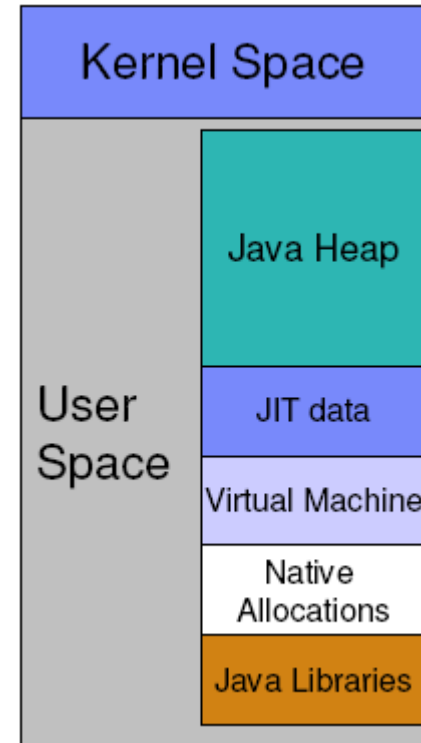 Kernel Space
User
Space
Java Heap
JIT data
Virtual Machine
Native
Allocations
Java Libraries